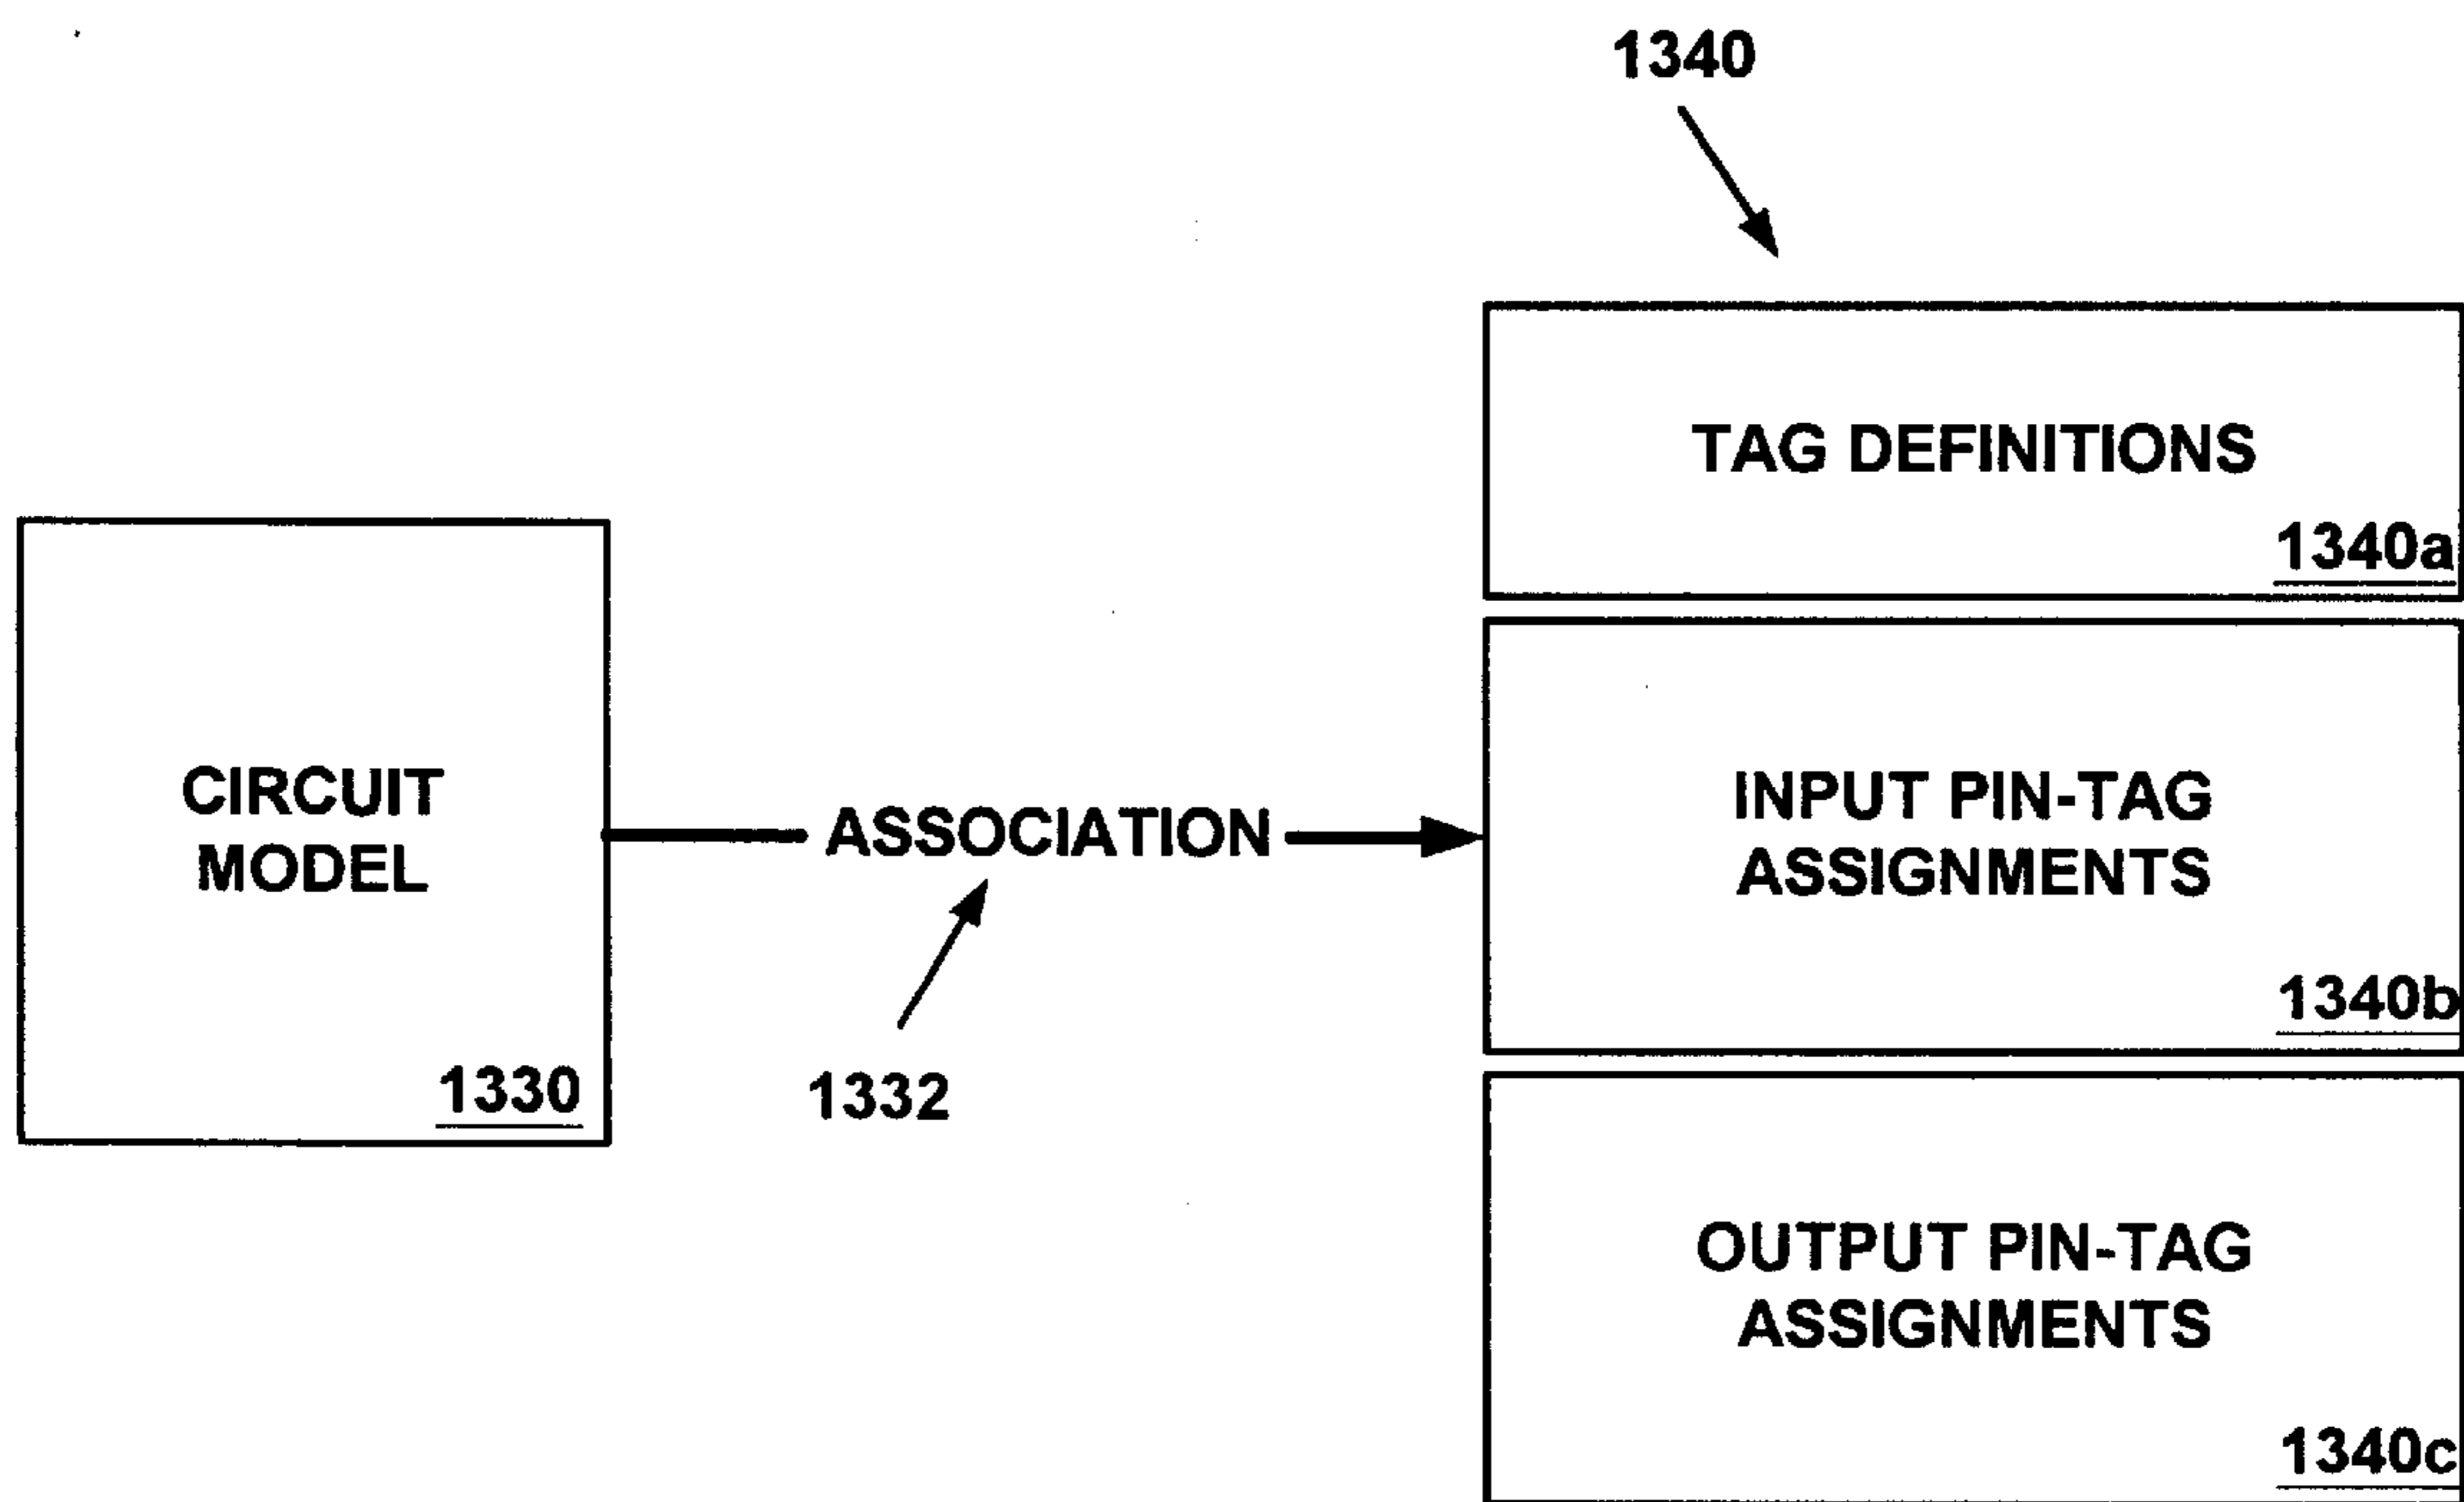 1340
TAG DEFINITIONS
1340a
CIRCUIT
MODEL
1330
ASSOCIATION
1332
INPUT PIN-TAG
ASSIGNMENTS
1340b
OUTPUT PIN-TAG
ASSIGNMENTS
1340c